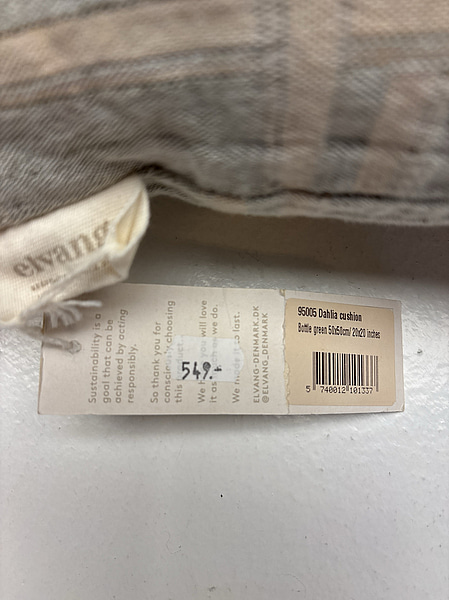 elvang
Sustainability is a
goal that can be
achieved by acting
responsibly.
So thank you for
consciously choosing
this
We will love
it as we do.
We to last.
ELVANG-DENMARK.DK
@ELVANG_DENMARK
549,-
95005 Dahlia cushion
Bottle green 50x50cm/ 20x20 inches
5 740012 101337